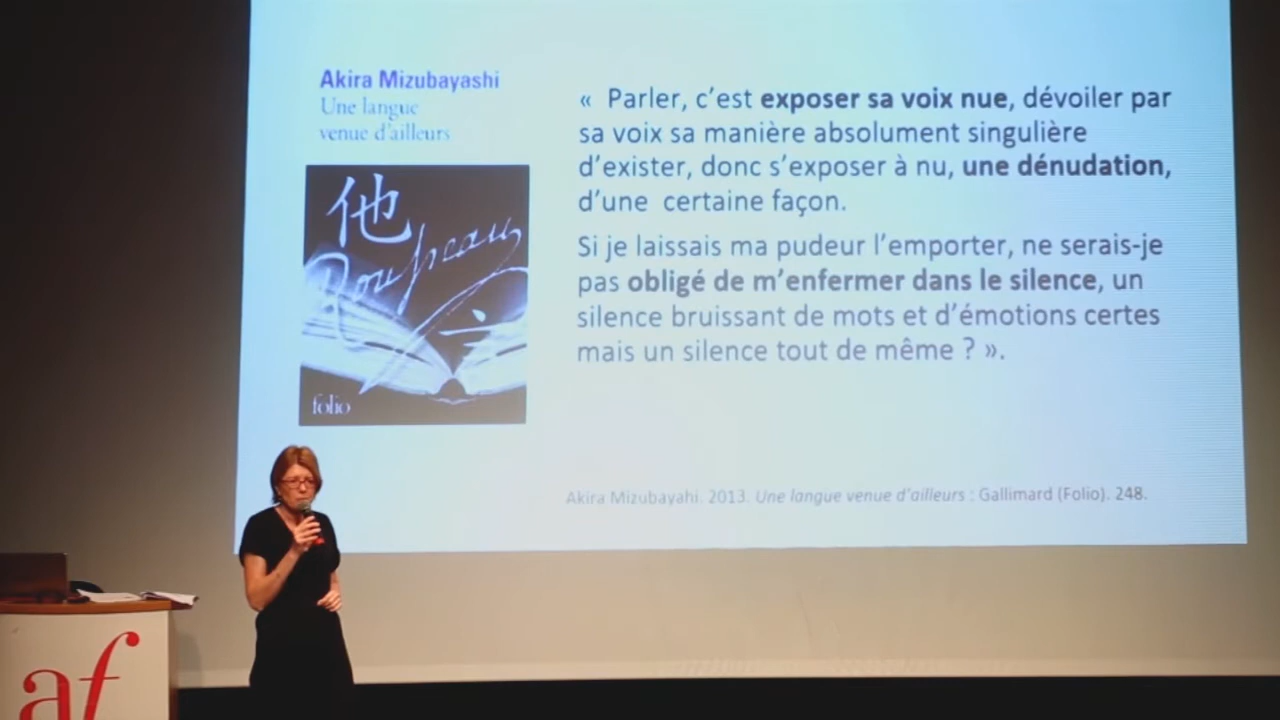 Akira Mizubayashi
Une langue
venue d'ailleurs
他
Rousseau
folio
« Parler, c'est exposer sa voix nue, dévoiler par
sa voix sa manière absolument singulière
d'exister, donc s'exposer à nu, une dénudation,
d'une certaine façon.
Si je laissais ma pudeur l'emporter, ne serais-je
pas obligé de m'enfermer dans le silence, un
silence bruissant de mots et d'émotions certes
mais un silence tout de même ? ».
Akira Mizubayahi. 2013. Une langue venue d'ailleurs : Gallimard (Folio). 248.
af